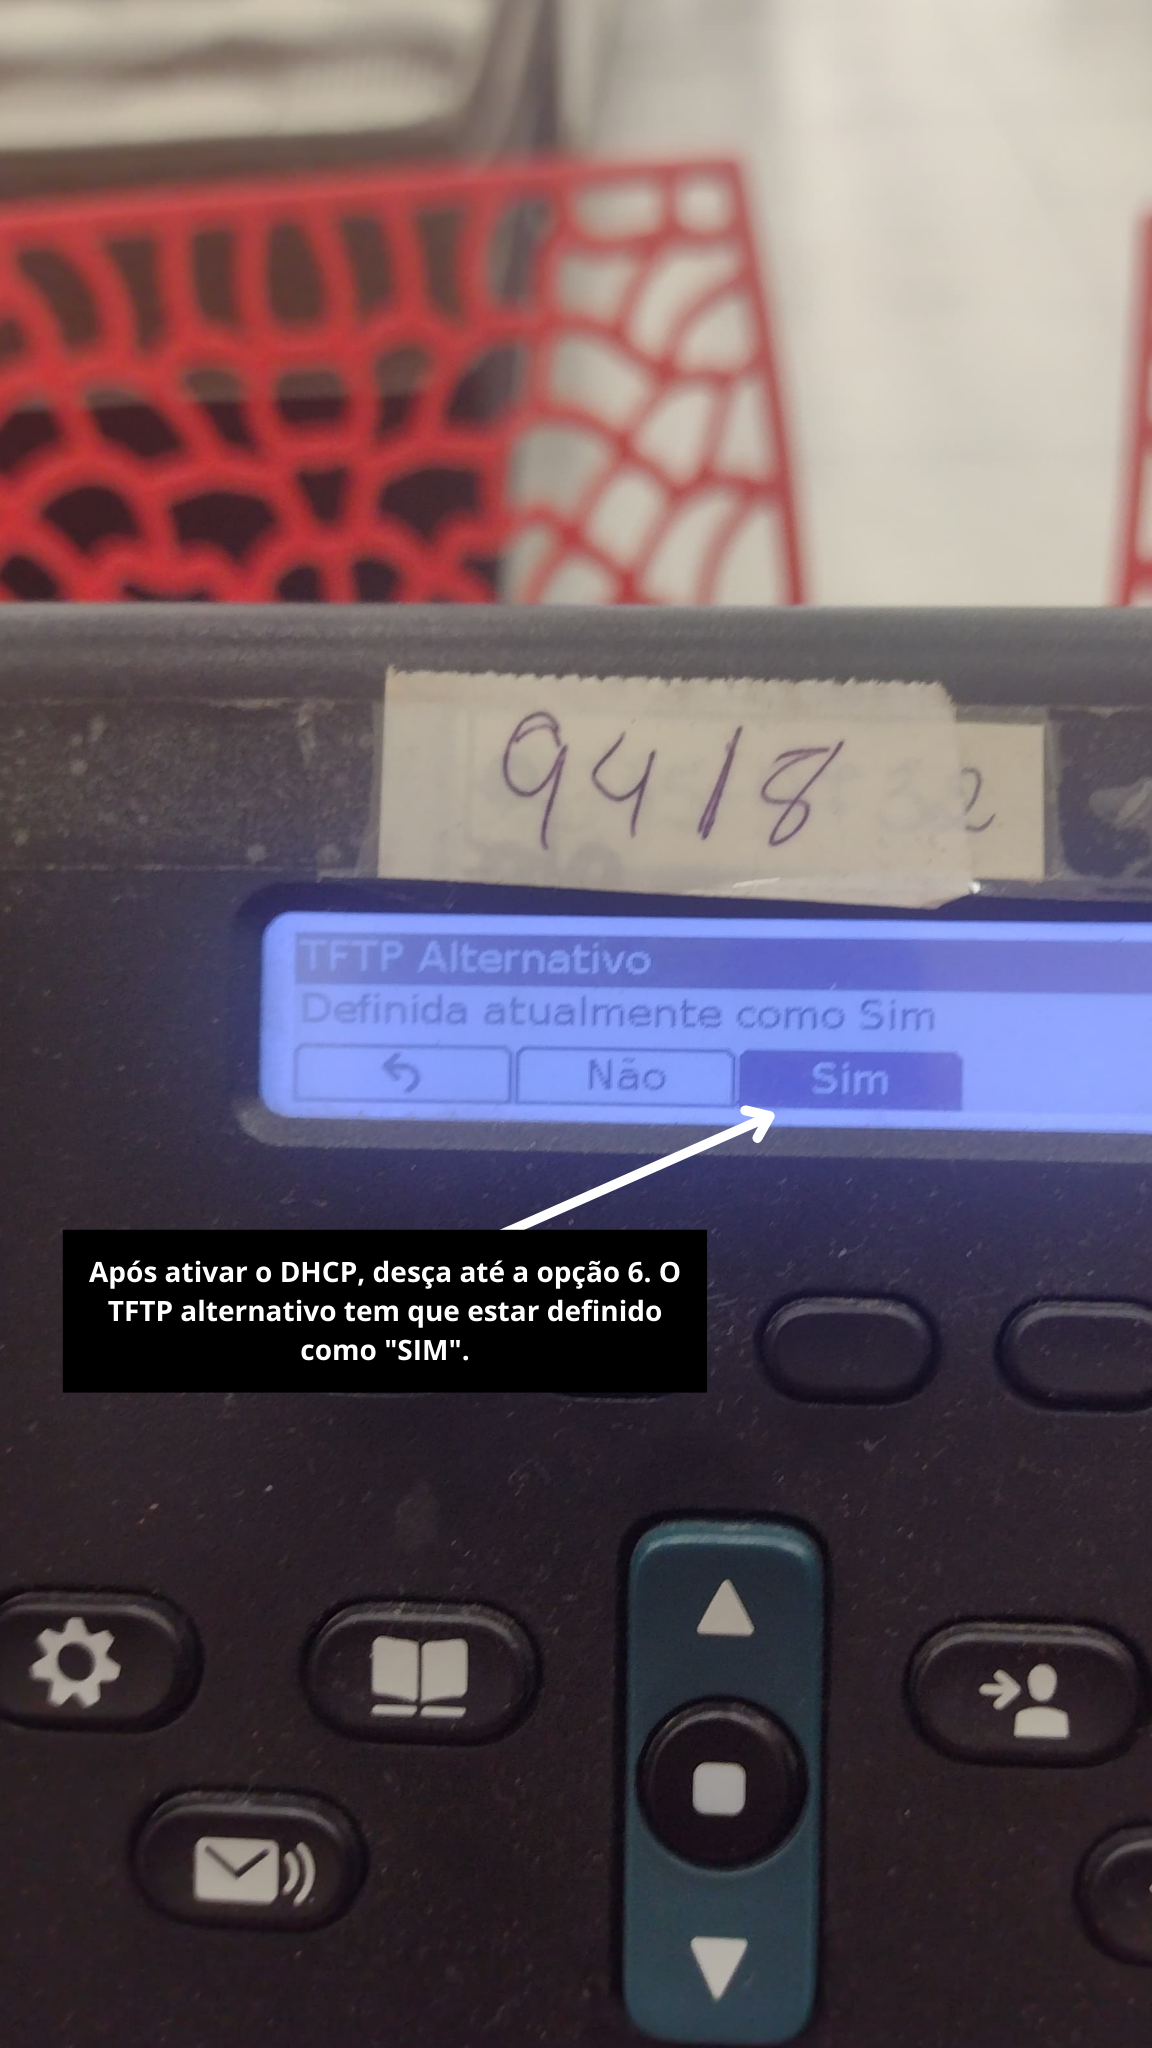 9418
TFTP Alternativo
Definida atualmente como Sim
Não
Sim
Após ativar o DHCP, desça até a opção 6. O
TFTP alternativo tem que estar definido
como "SIM".